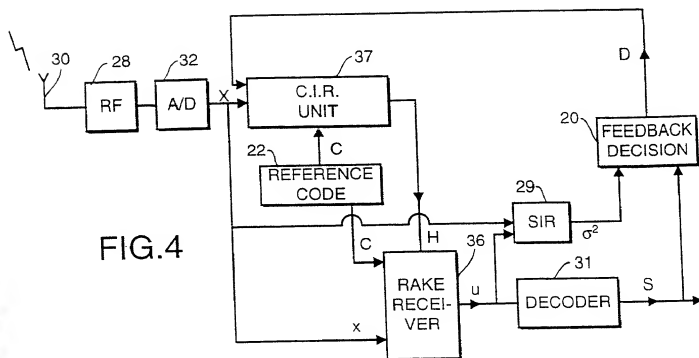 30
28
RF
32
A/D
X
37
C.I.R.
UNIT
D
20
FEEDBACK
DECISION
22
C
REFERENCE
CODE
29
SIR
σ²
FIG.4
C
H
36
RAKE
RECEI-
VER
u
31
DECODER
S
x